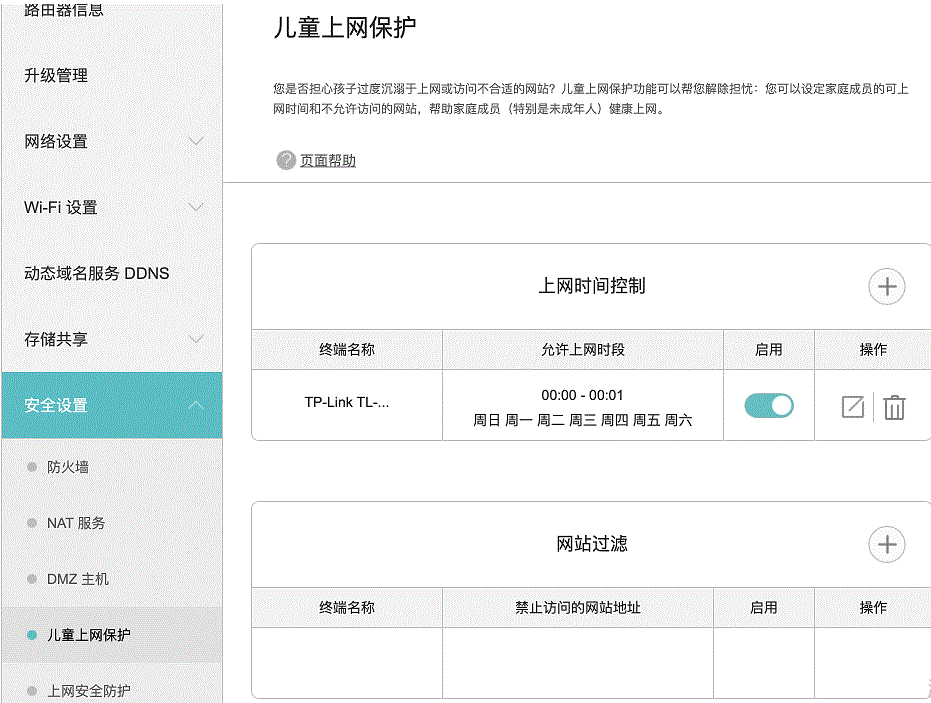 路由器信息
升级管理
网络设置
Wi-Fi 设置
动态域名服务 DDNS
存储共享
安全设置
防火墙
NAT 服务
DMZ 主机
儿童上网保护
上网安全防护
儿童上网保护
您是否担心孩子过度沉溺于上网或访问不合适的网站？儿童上网保护功能可以帮您解除担忧：您可以设定家庭成员的可上
网时间和不允许访问的网站，帮助家庭成员（特别是未成年人）健康上网。
页面帮助
上网时间控制
终端名称 允许上网时段 启用 操作
TP-Link TL-...
00:00 - 00:01
周日 周一 周二 周三 周四 周五 周六
网站过滤
终端名称 禁止访问的网站地址 启用 操作